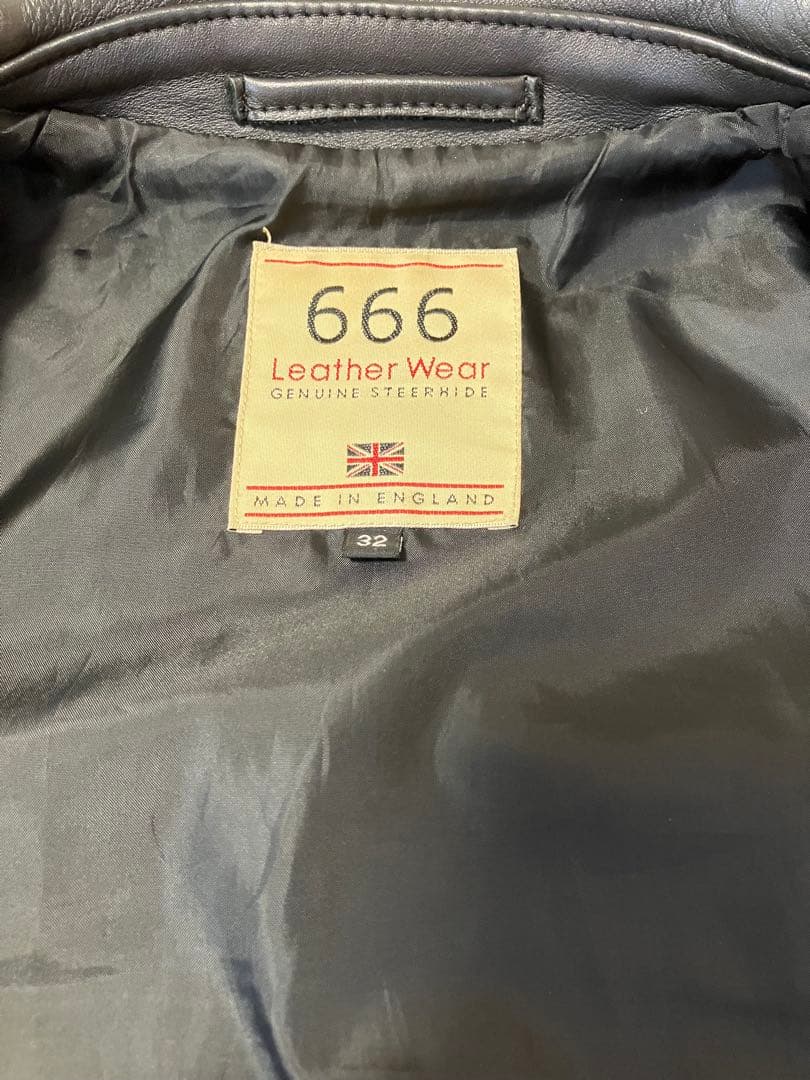 666
Leather Wear
GENUINE STEERHIDE
MADE IN ENGLAND
32